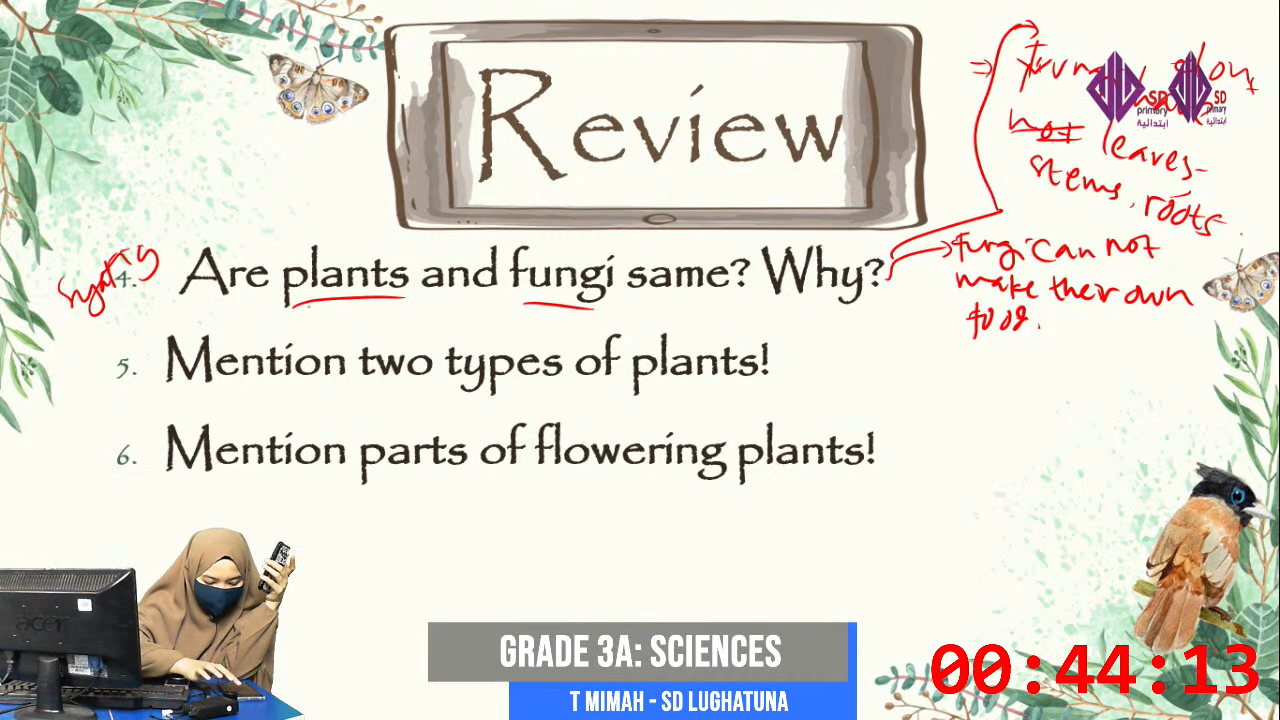 Review
4. Are plants and fungi same? Why?
5. Mention two types of plants!
6. Mention parts of flowering plants!
leaves-
stems, roots
fungi can not
make their own
food.
SD
primary
ابتدائية
SD
primary
ابتدائية
acer
GRADE 3A: SCIENCES
T MIMAH - SD LUGHATUNA
00:44:13